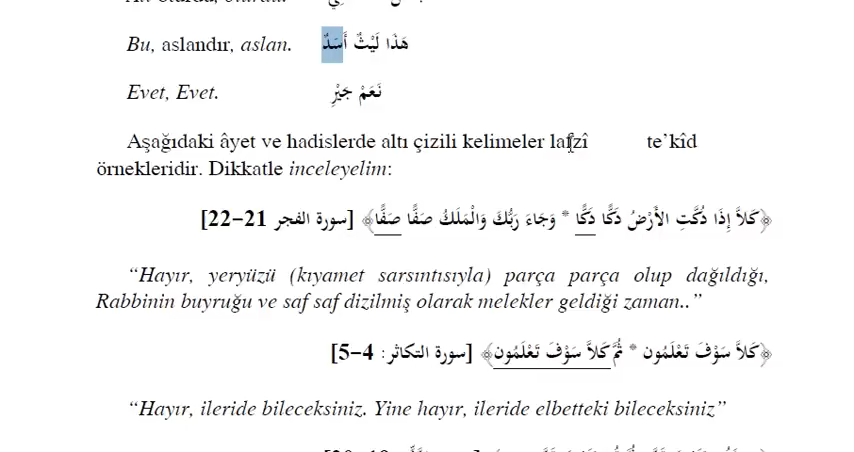 Bu, aslandır, aslan. هَذَا لَيْثٌ أَسَدٌ
Evet, Evet. نَعَمْ جَيْرِ
Aşağıdaki âyet ve hadislerde altı çizili kelimeler lafzî te’kîd
örnekleridir. Dikkatle inceleyelim:
﴿كَلاَّ إِذَا دُكَّتِ الأَرْضُ دَكًّا دَكًّا * وَجَاءَ رَبُّكَ وَالْمَلَكُ صَفًّا صَفًّا﴾ [سورة الفجر 21–22]
“Hayır, yeryüzü (kıyamet sarsıntısıyla) parça parça olup dağıldığı,
Rabbinin buyruğu ve saf saf dizilmiş olarak melekler geldiği zaman..”
﴿كَلاَّ سَوْفَ تَعْلَمُون * ثُمَّ كَلاَّ سَوْفَ تَعْلَمُون﴾ [سورة التكاثر: 4–5]
“Hayır, ileride bileceksiniz. Yine hayır, ileride elbetteki bileceksiniz”